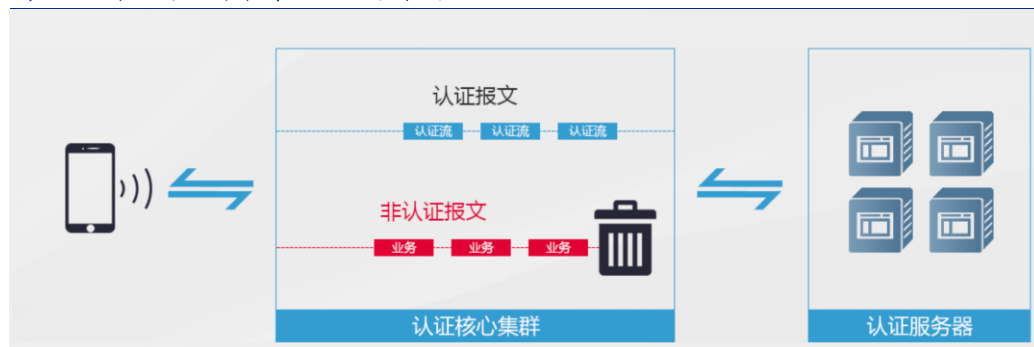 认证报文
认证流 认证流 认证流
非认证报文
业务 业务 业务
认证核心集群
认证服务器